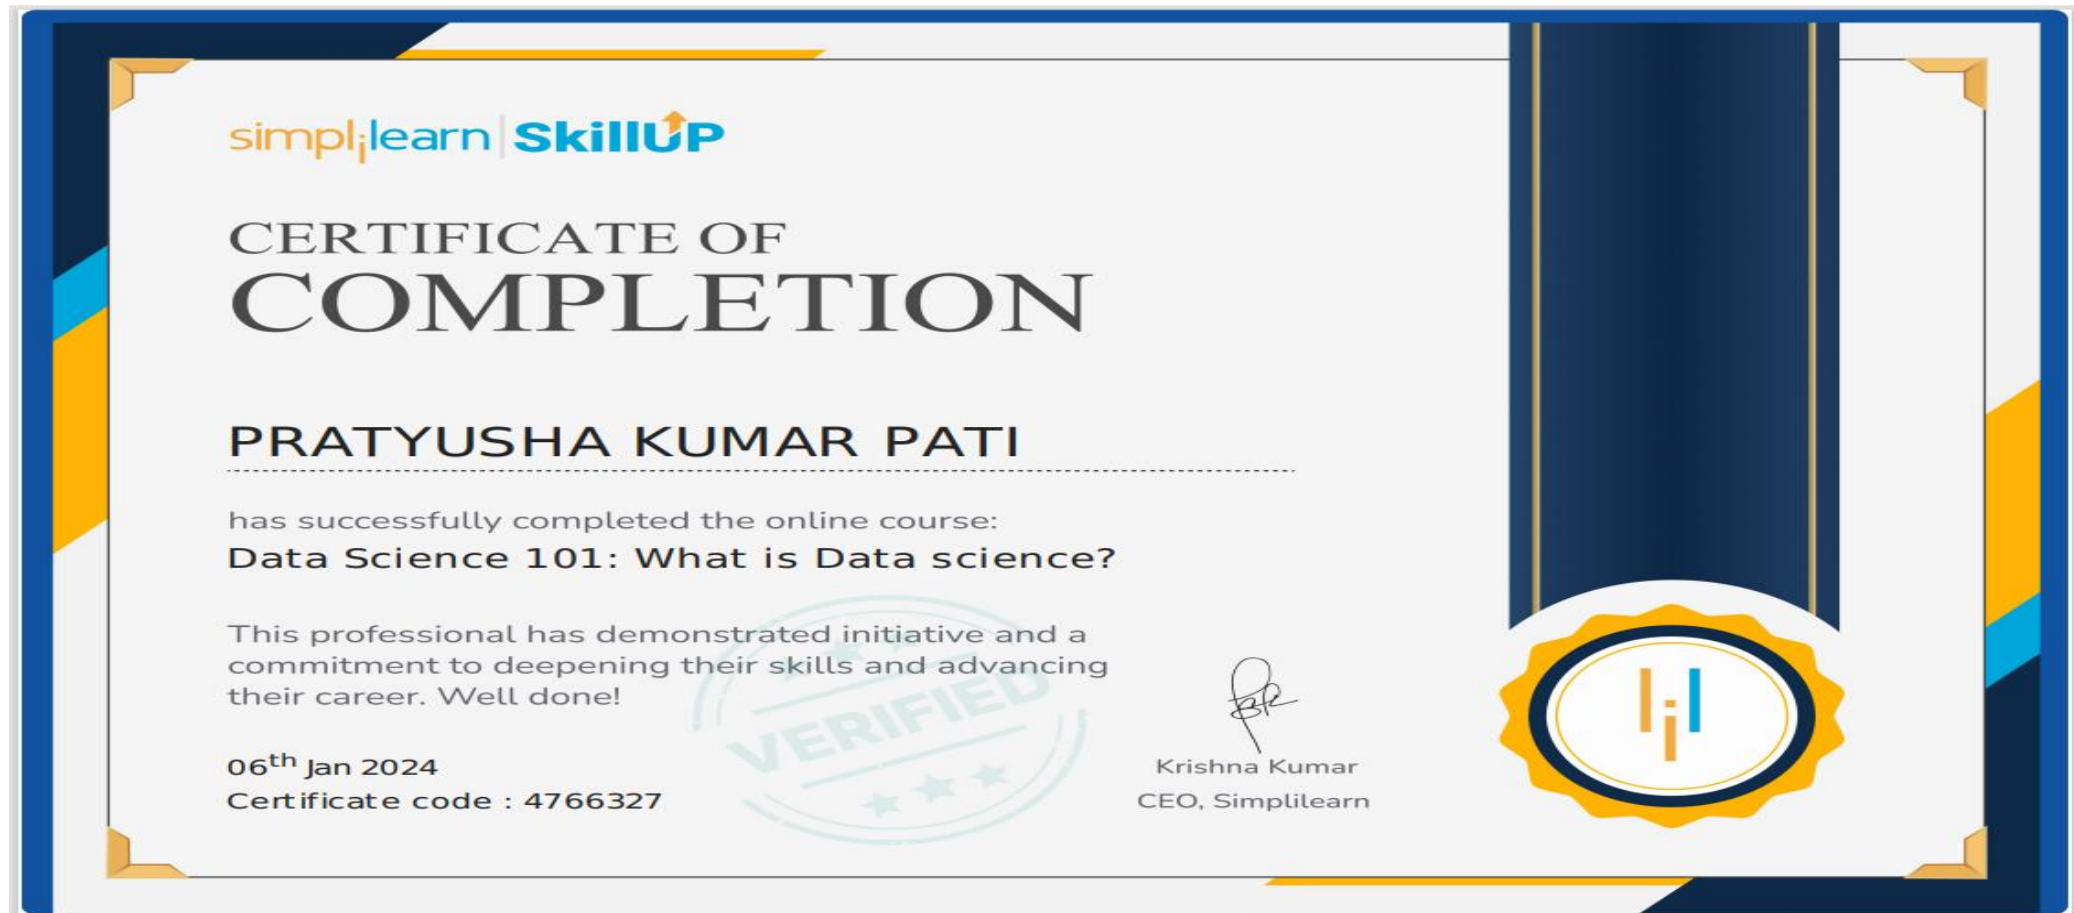 simplilearn | SkillUP
CERTIFICATE OF
COMPLETION
PRATYUSHA KUMAR PATI
has successfully completed the online course:
Data Science 101: What is Data science?
This professional has demonstrated initiative and a
commitment to deepening their skills and advancing
their career. Well done!
VERIFIED
06th Jan 2024
Certificate code : 4766327
Krishna Kumar
CEO, Simplilearn